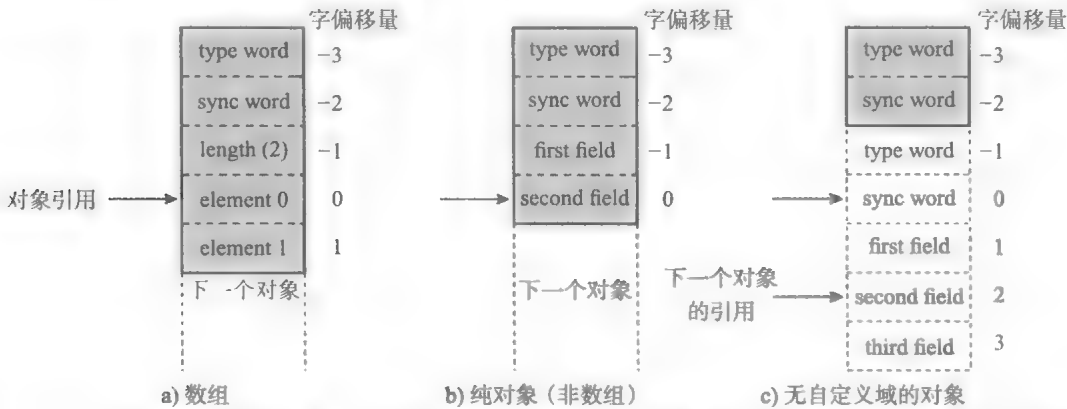 字偏移量
type word -3
sync word -2
length (2) -1
对象引用 element 0 0
element 1 1
下一个对象
a) 数组
字偏移量
type word -3
sync word -2
first field -1
second field 0
下一个对象
b) 纯对象（非数组）
字偏移量
type word -3
sync word -2
type word -1
sync word 0
first field 1
下一个对象
的引用
second field 2
third field 3
c) 无自定义域的对象